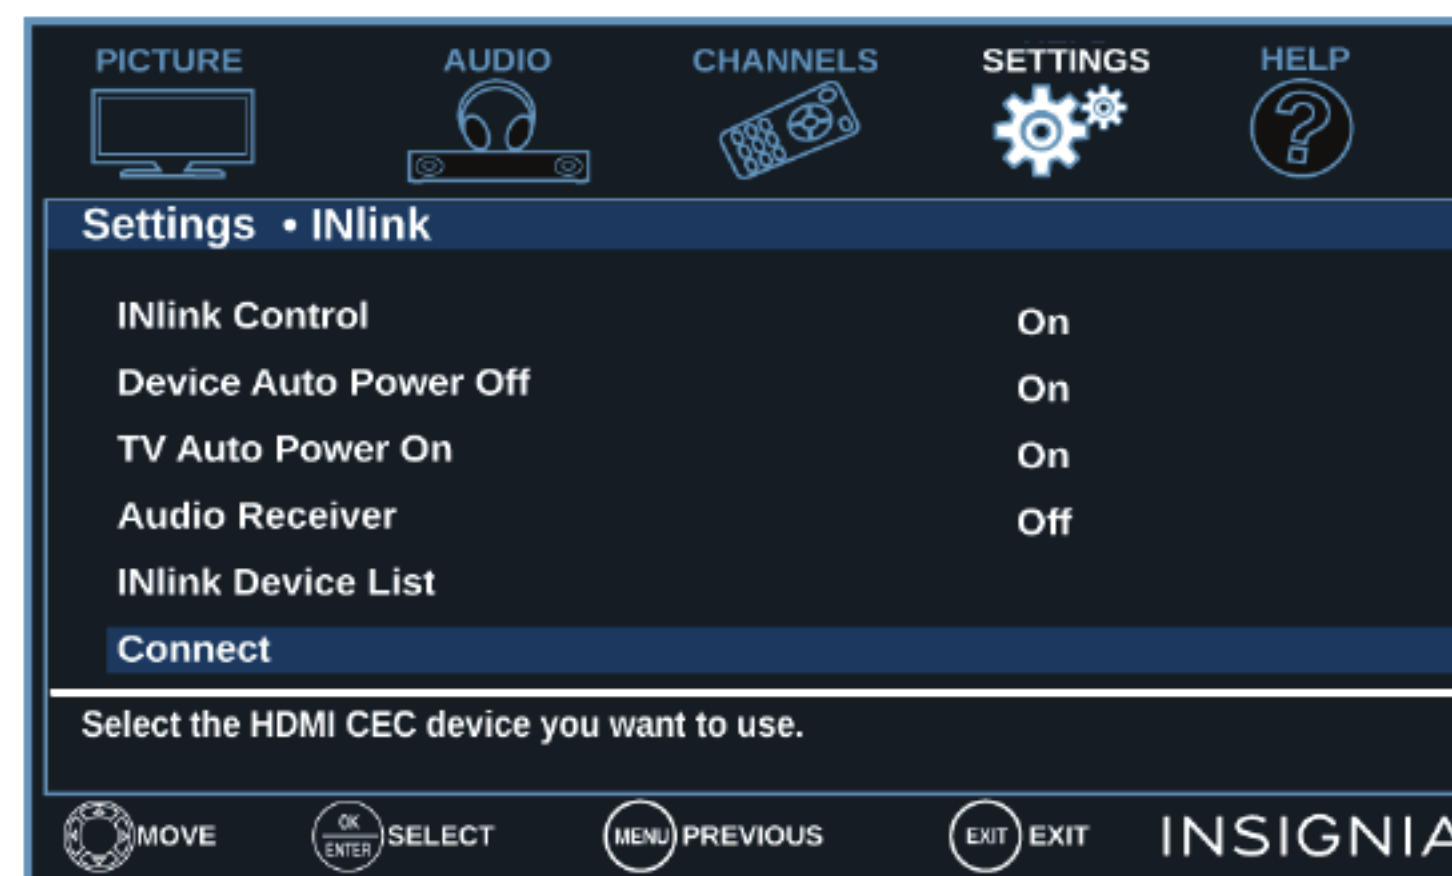 PICTURE AUDIO CHANNELS SETTINGS HELP
Settings • INlink
INlink Control On
Device Auto Power Off On
TV Auto Power On On
Audio Receiver Off
INlink Device List
Connect
Select the HDMI CEC device you want to use.
MOVE OK ENTER SELECT MENU PREVIOUS EXIT EXIT INSIGNIA